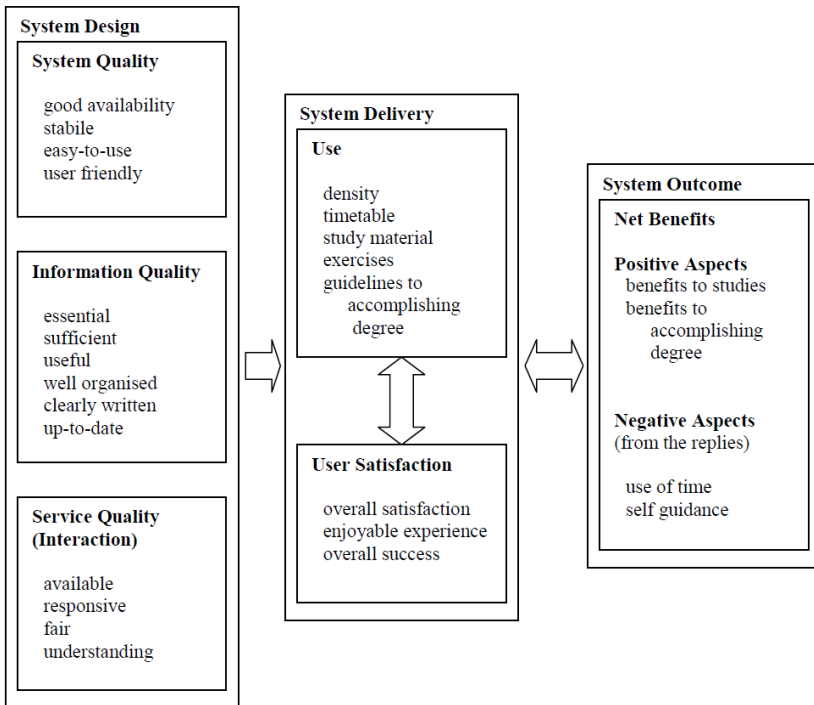 System Design
System Quality
good availability
stabile
easy-to-use
user friendly
Information Quality
essential
sufficient
useful
well organised
clearly written
up-to-date
Service Quality
(Interaction)
available
responsive
fair
understanding
System Delivery
Use
density
timetable
study material
exercises
guidelines to
accomplishing
degree
User Satisfaction
overall satisfaction
enjoyable experience
overall success
System Outcome
Net Benefits
Positive Aspects
benefits to studies
benefits to
accomplishing
degree
Negative Aspects
(from the replies)
use of time
self guidance